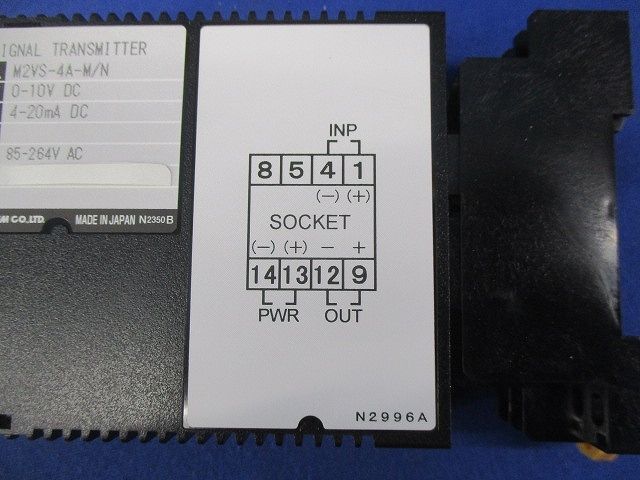 IGNAL TRANSMITTER
M2VS-4A-M/N
0-10V DC
4-20mA DC
85-264V AC
M CO.,LTD.
MADE IN JAPAN N2350B
INP
8 5 4 1
(-) (+)
SOCKET
(-) (+) - +
14 13 12 9
PWR OUT
N2996A